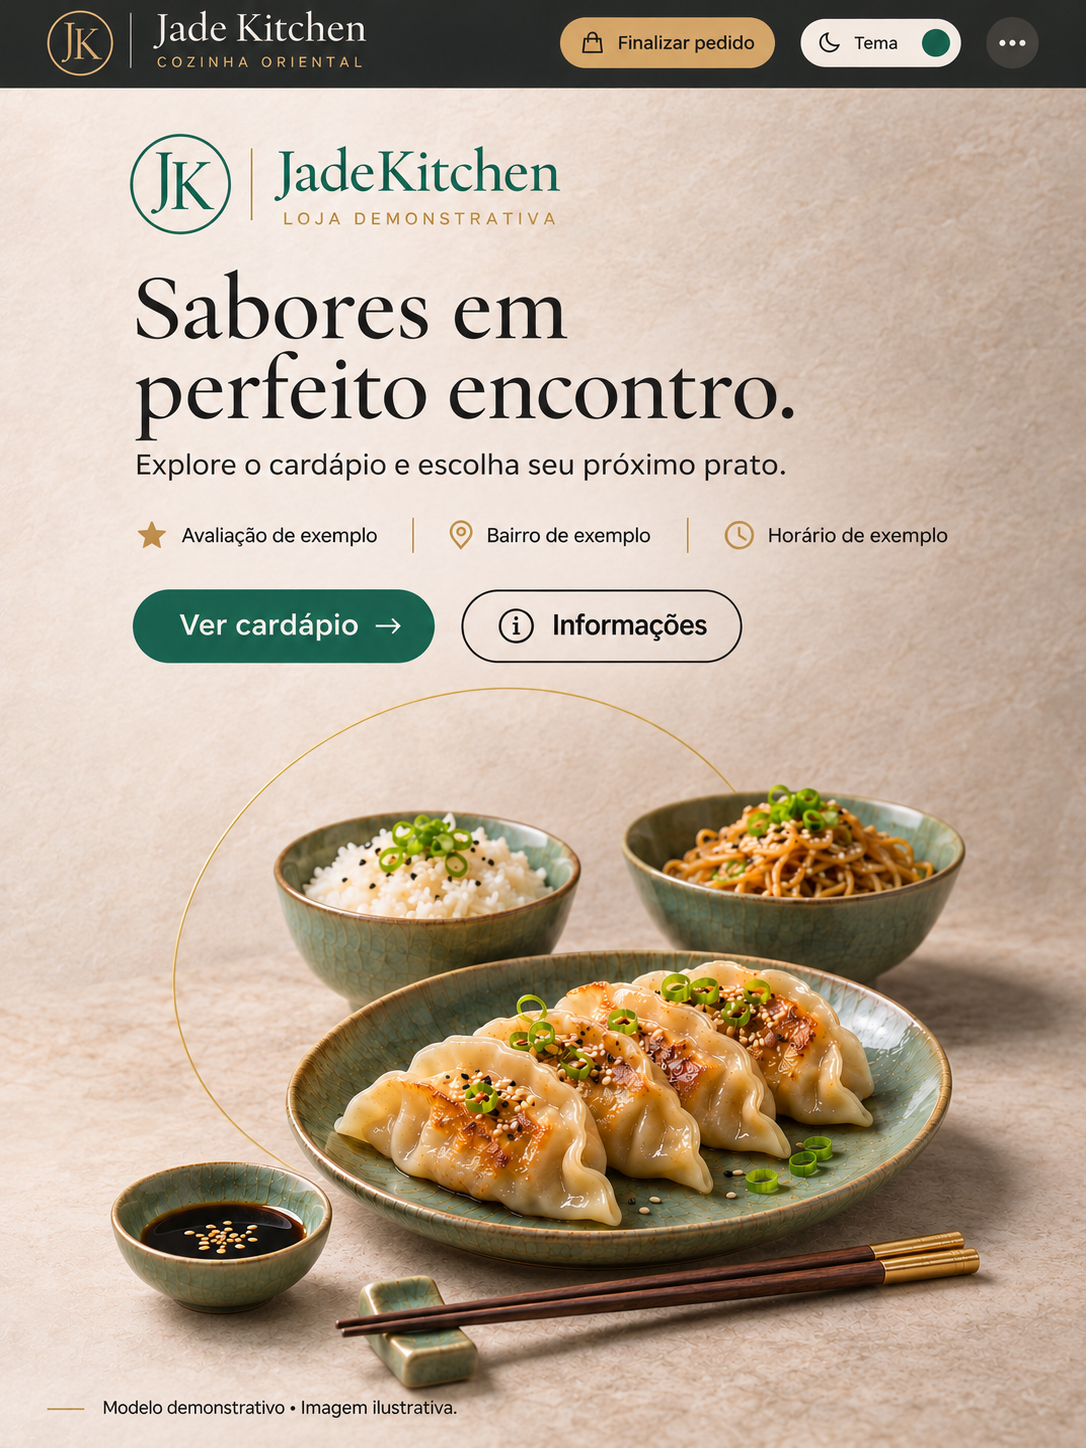 JK
Jade Kitchen
COZINHA ORIENTAL
Finalizar pedido
Tema
JK
JadeKitchen
LOJA DEMONSTRATIVA
Sabores em
perfeito encontro.
Explore o cardápio e escolha seu próximo prato.
Avaliação de exemplo
Bairro de exemplo
Horário de exemplo
Ver cardápio →
Informações
Modelo demonstrativo • Imagem ilustrativa.